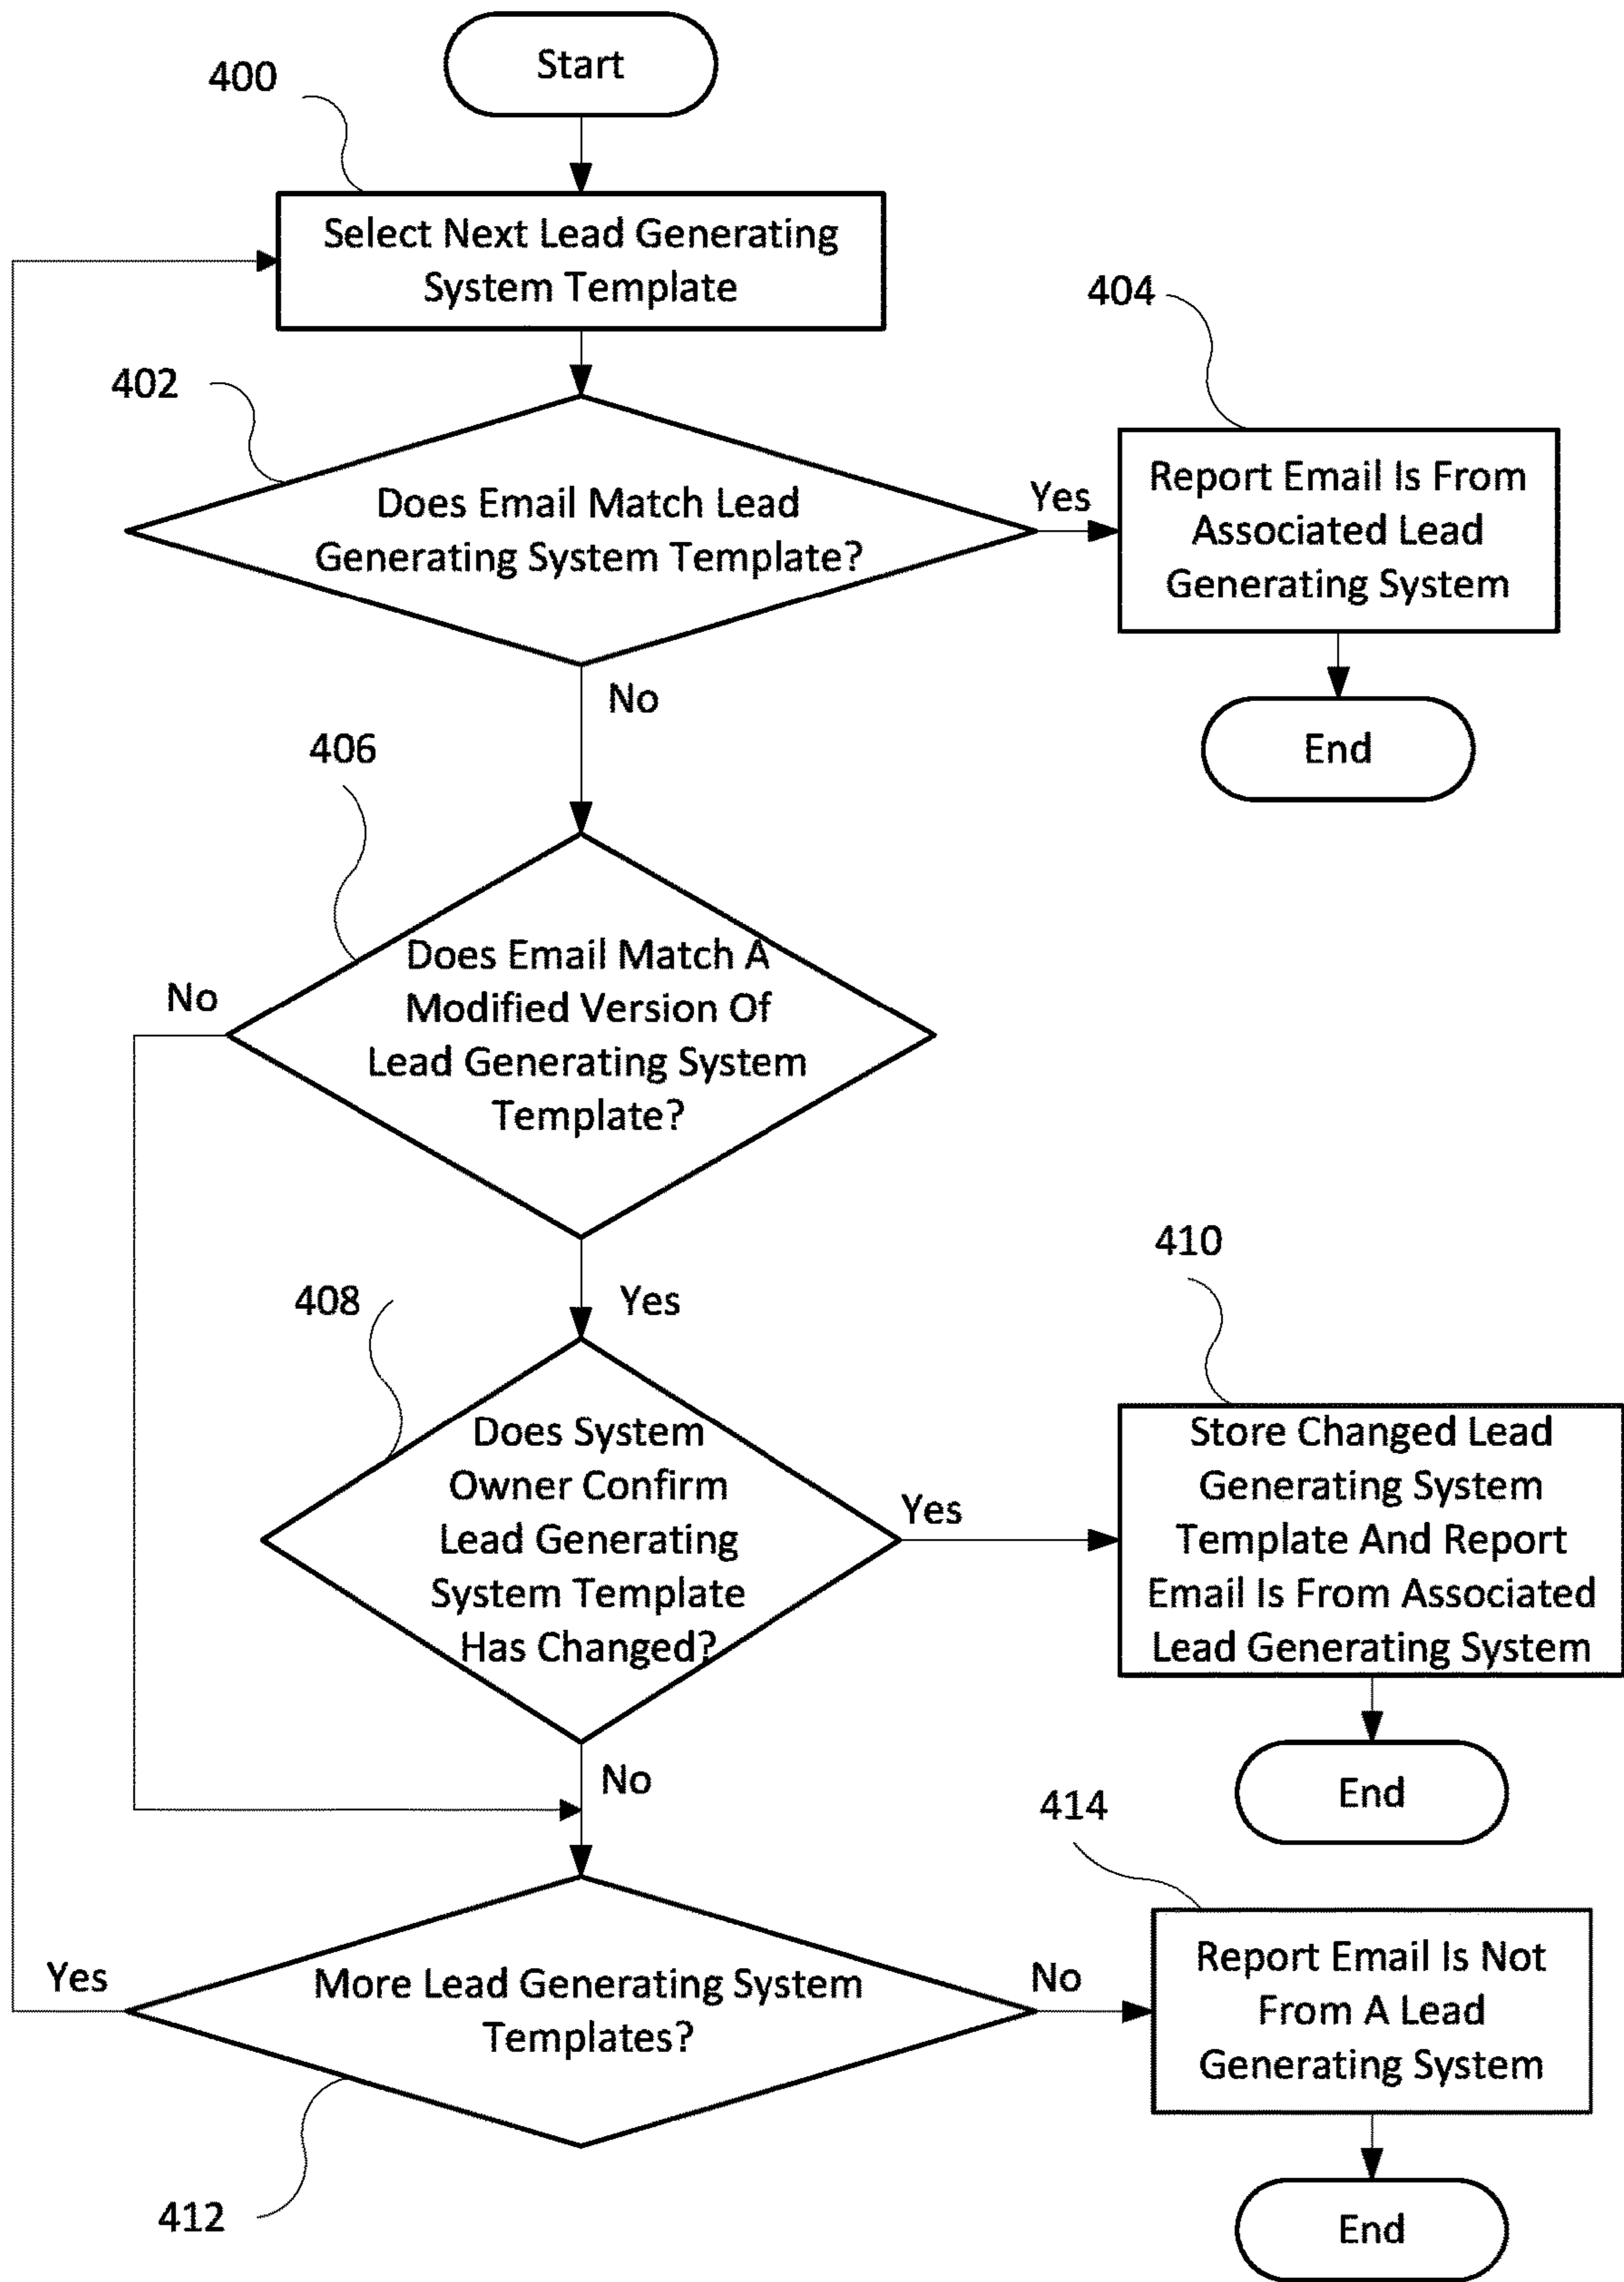 Start
400
Select Next Lead Generating
System Template
402
Does Email Match Lead
Generating System Template?
Yes
404
Report Email Is From
Associated Lead
Generating System
End
No
406
Does Email Match A
Modified Version Of
Lead Generating System
Template?
No
Yes
408
Does System
Owner Confirm
Lead Generating
System Template
Has Changed?
Yes
410
Store Changed Lead
Generating System
Template And Report
Email Is From Associated
Lead Generating System
End
No
412
More Lead Generating System
Templates?
Yes
No
414
Report Email Is Not
From A Lead
Generating System
End